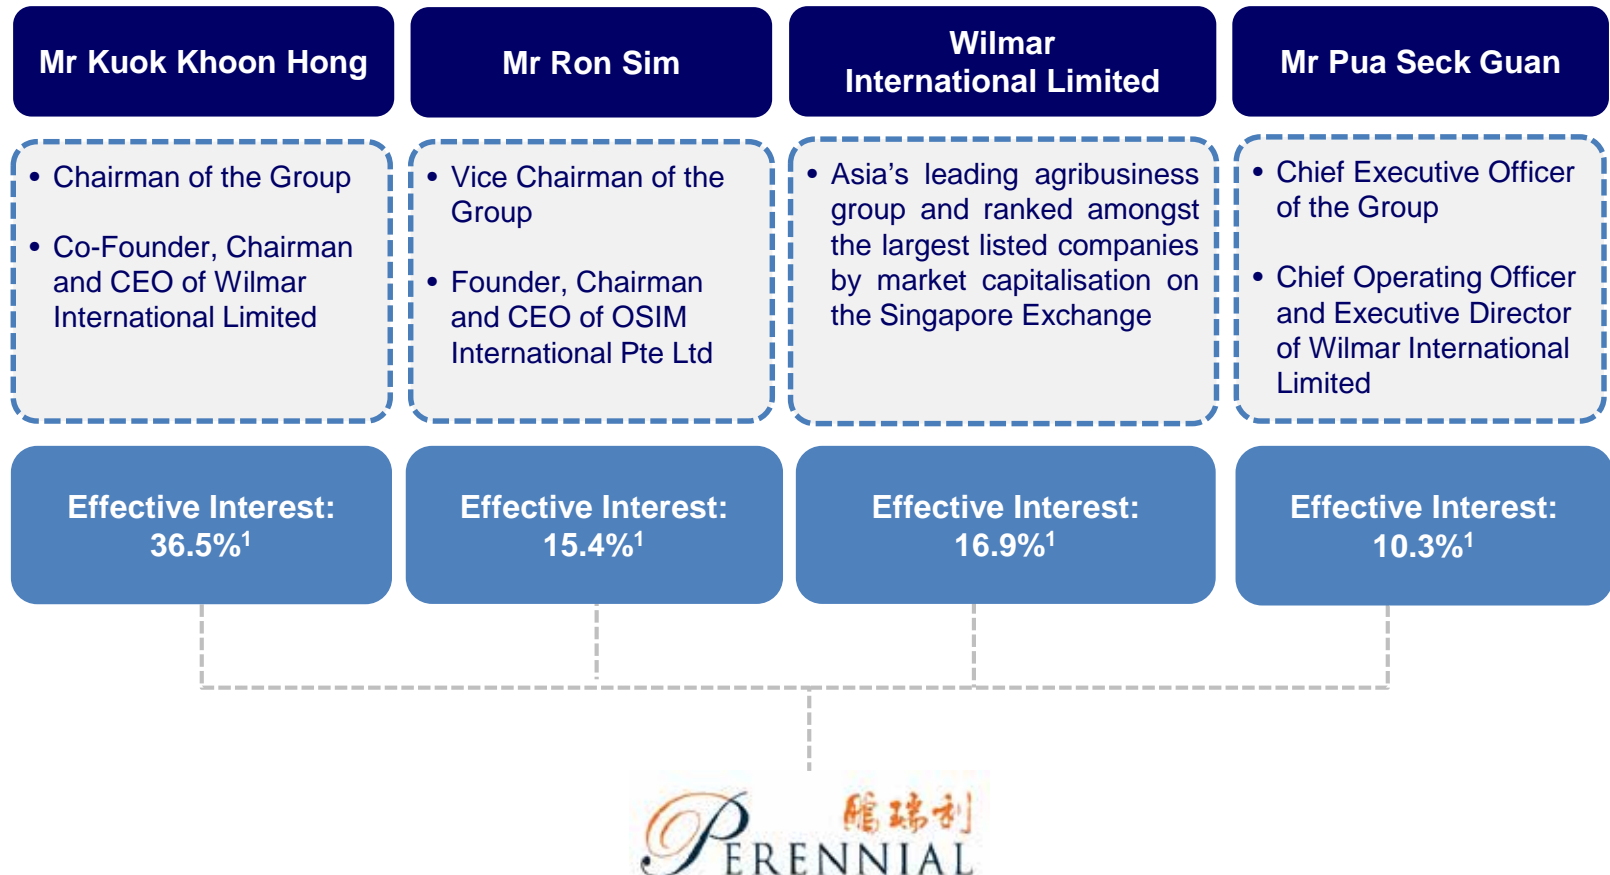 Mr Kuok Khoon Hong
• Chairman of the Group
• Co-Founder, Chairman
and CEO of Wilmar
International Limited
Effective Interest:
36.5%¹
Mr Ron Sim
• Vice Chairman of the
Group
• Founder, Chairman
and CEO of OSIM
International Pte Ltd
Effective Interest:
15.4%¹
Wilmar
International Limited
• Asia’s leading agribusiness
group and ranked amongst
the largest listed companies
by market capitalisation on
the Singapore Exchange
Effective Interest:
16.9%¹
Mr Pua Seck Guan
• Chief Executive Officer
of the Group
• Chief Operating Officer
and Executive Director
of Wilmar International
Limited
Effective Interest:
10.3%¹
鵬瑞利
PERENNIAL